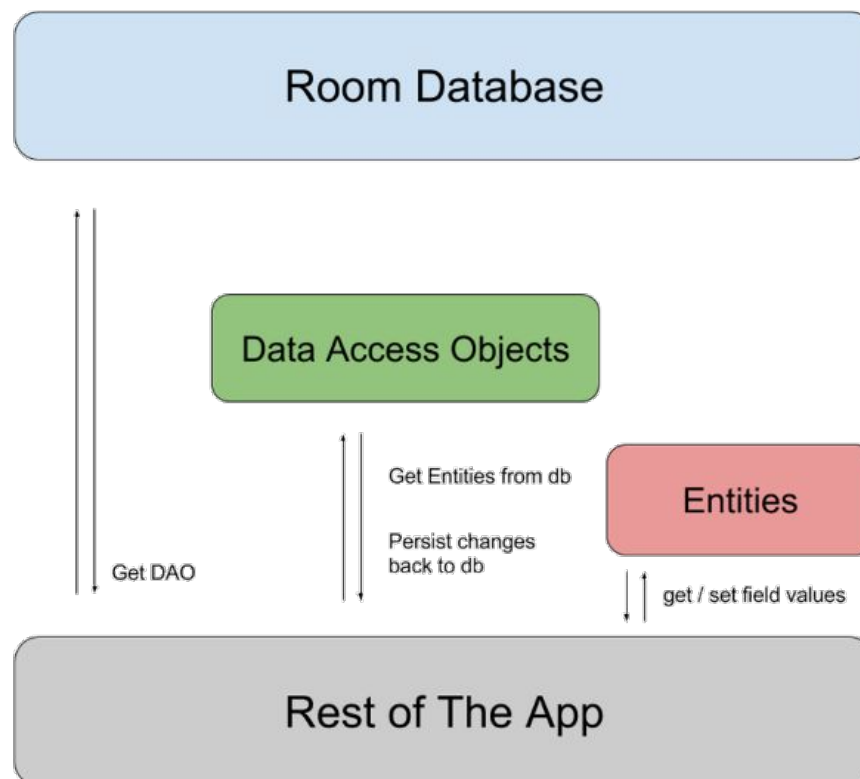 Room Database
Data Access Objects
Get Entities from db
Entities
Persist changes
back to db
Get DAO
get / set field values
Rest of The App